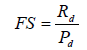 FS = R_d / P_d